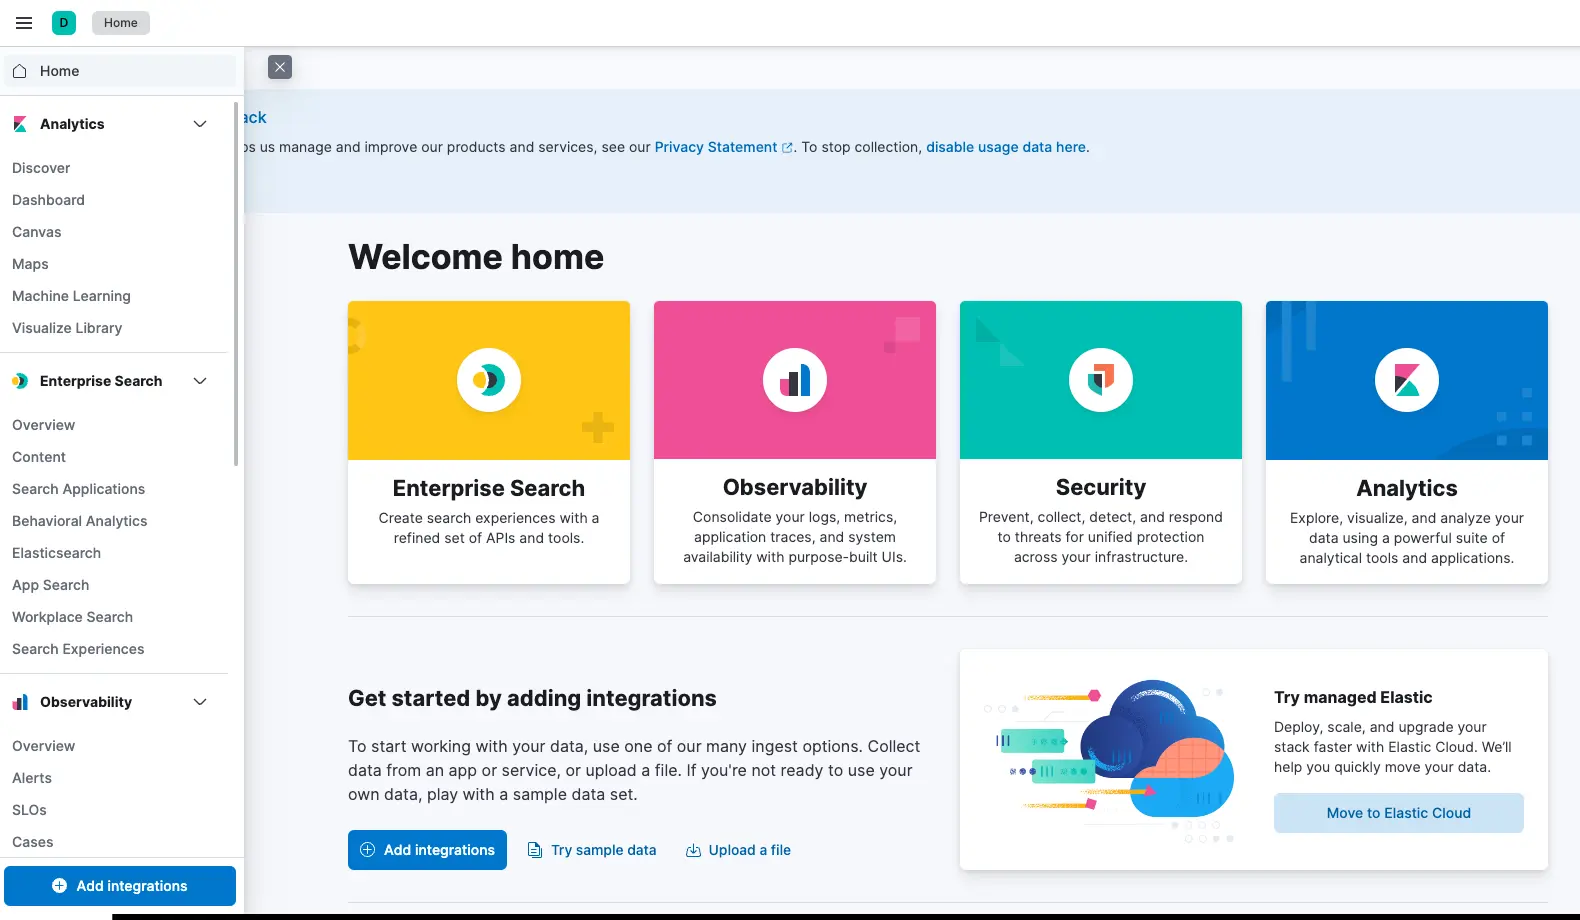 D
Home
Home
Analytics
Discover
Dashboard
Canvas
Maps
Machine Learning
Visualize Library
Enterprise Search
Overview
Content
Search Applications
Behavioral Analytics
Elasticsearch
App Search
Workplace Search
Search Experiences
Observability
Overview
Alerts
SLOs
Cases
Add integrations
us manage and improve our products and services, see our Privacy Statement. To stop collection, disable usage data here.
Welcome home
Enterprise Search
Create search experiences with a
refined set of APIs and tools.
Observability
Consolidate your logs, metrics,
application traces, and system
availability with purpose-built UIs.
Security
Prevent, collect, detect, and respond
to threats for unified protection
across your infrastructure.
Analytics
Explore, visualize, and analyze your
data using a powerful suite of
analytical tools and applications.
Get started by adding integrations
To start working with your data, use one of our many ingest options. Collect
data from an app or service, or upload a file. If you're not ready to use your
own data, play with a sample data set.
Add integrations
Try sample data
Upload a file
Try managed Elastic
Deploy, scale, and upgrade your
stack faster with Elastic Cloud. We'll
help you quickly move your data.
Move to Elastic Cloud